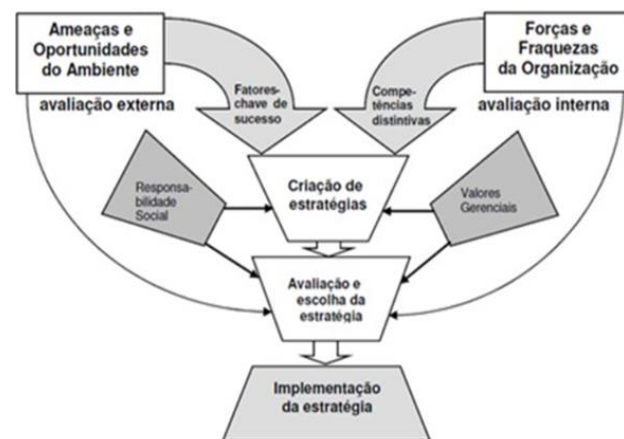 Ameaças e
Oportunidades
do Ambiente
avaliação externa
Forças e
Fraquezas
da Organização
avaliação interna
Fatores-
chave de
sucesso
Compe-
tências
distintivas
Criação de
estratégias
Responsa-
bilidade
Social
Valores
Gerenciais
Avaliação e
escolha da
estratégia
Implementação
da estratégia